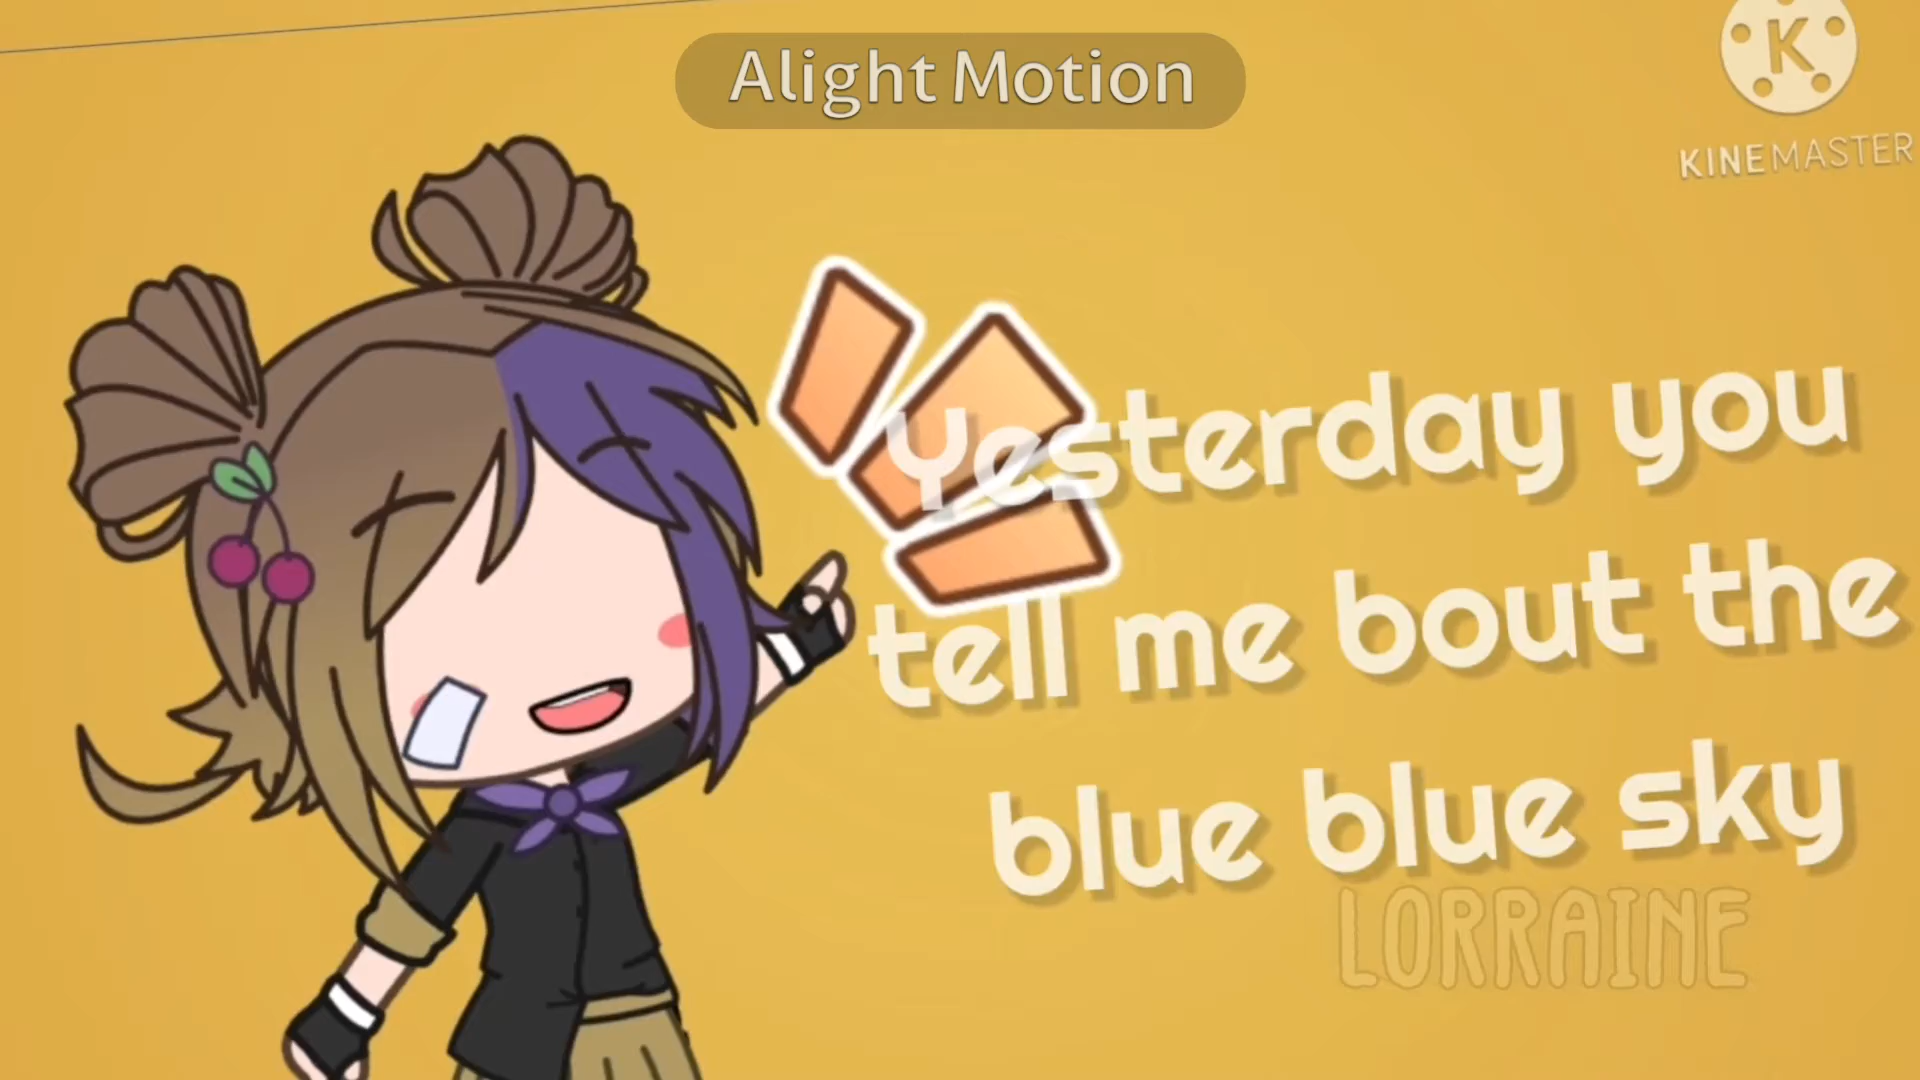 Alight Motion
K
KINEMASTER
Yesterday you
tell me bout the
blue blue sky
LORRAINE